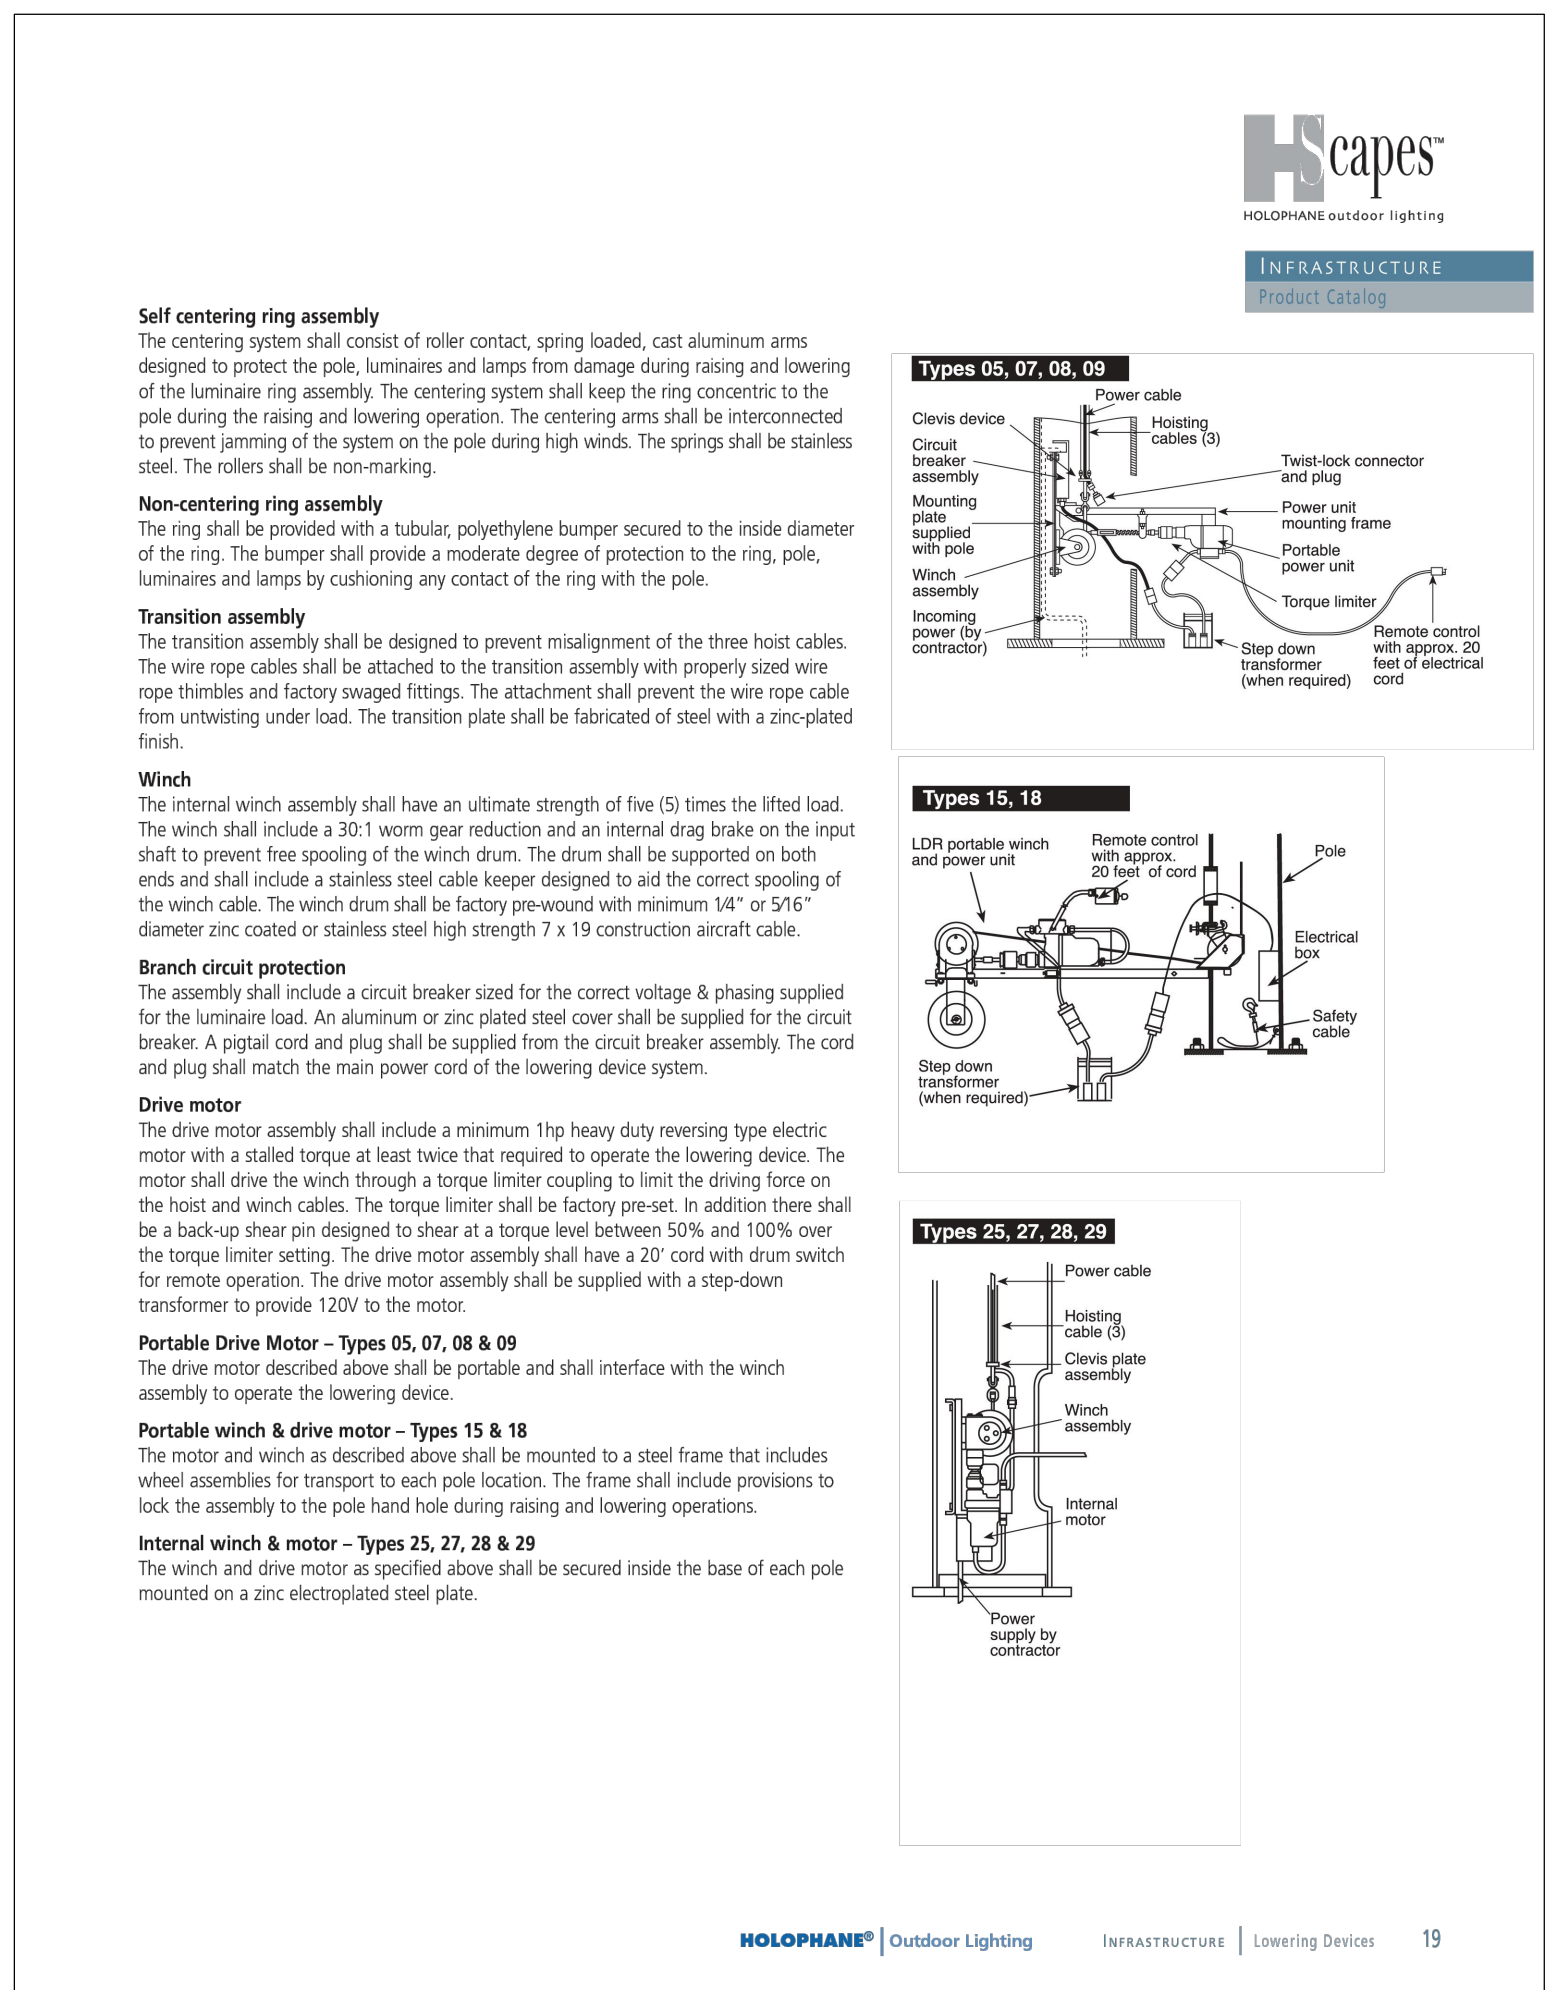 HScapes™
HOLOPHANE outdoor lighting
INFRASTRUCTURE
Product Catalog
Self centering ring assembly
The centering system shall consist of roller contact, spring loaded, cast aluminum arms
designed to protect the pole, luminaires and lamps from damage during raising and lowering
of the luminaire ring assembly. The centering system shall keep the ring concentric to the
pole during the raising and lowering operation. The centering arms shall be interconnected
to prevent jamming of the system on the pole during high winds. The springs shall be stainless
steel. The rollers shall be non-marking.
Non-centering ring assembly
The ring shall be provided with a tubular, polyethylene bumper secured to the inside diameter
of the ring. The bumper shall provide a moderate degree of protection to the ring, pole,
luminaires and lamps by cushioning any contact of the ring with the pole.
Transition assembly
The transition assembly shall be designed to prevent misalignment of the three hoist cables.
The wire rope cables shall be attached to the transition assembly with properly sized wire
rope thimbles and factory swaged fittings. The attachment shall prevent the wire rope cable
from untwisting under load. The transition plate shall be fabricated of steel with a zinc-plated
finish.
Winch
The internal winch assembly shall have an ultimate strength of five (5) times the lifted load.
The winch shall include a 30:1 worm gear reduction and an internal drag brake on the input
shaft to prevent free spooling of the winch drum. The drum shall be supported on both
ends and shall include a stainless steel cable keeper designed to aid the correct spooling of
the winch cable. The winch drum shall be factory pre-wound with minimum 1⁄4” or 5⁄16”
diameter zinc coated or stainless steel high strength 7 x 19 construction aircraft cable.
Branch circuit protection
The assembly shall include a circuit breaker sized for the correct voltage & phasing supplied
for the luminaire load. An aluminum or zinc plated steel cover shall be supplied for the circuit
breaker. A pigtail cord and plug shall be supplied from the circuit breaker assembly. The cord
and plug shall match the main power cord of the lowering device system.
Drive motor
The drive motor assembly shall include a minimum 1hp heavy duty reversing type electric
motor with a stalled torque at least twice that required to operate the lowering device. The
motor shall drive the winch through a torque limiter coupling to limit the driving force on
the hoist and winch cables. The torque limiter shall be factory pre-set. In addition there shall
be a back-up shear pin designed to shear at a torque level between 50% and 100% over
the torque limiter setting. The drive motor assembly shall have a 20’ cord with drum switch
for remote operation. The drive motor assembly shall be supplied with a step-down
transformer to provide 120V to the motor.
Portable Drive Motor – Types 05, 07, 08 & 09
The drive motor described above shall be portable and shall interface with the winch
assembly to operate the lowering device.
Portable winch & drive motor – Types 15 & 18
The motor and winch as described above shall be mounted to a steel frame that includes
wheel assemblies for transport to each pole location. The frame shall include provisions to
lock the assembly to the pole hand hole during raising and lowering operations.
Internal winch & motor – Types 25, 27, 28 & 29
The winch and drive motor as specified above shall be secured inside the base of each pole
mounted on a zinc electroplated steel plate.
Types 05, 07, 08, 09
Power cable
Clevis device
Hoisting
cables (3)
Circuit
breaker
assembly
Twist-lock connector
and plug
Mounting
plate
supplied
with pole
Power unit
mounting frame
Portable
power unit
Winch
assembly
Torque limiter
Incoming
power (by
contractor)
Step down
transformer
(when required)
Remote control
with approx. 20
feet of electrical
cord
Types 15, 18
LDR portable winch
and power unit
Remote control
with approx.
20 feet of cord
Pole
Electrical
box
Safety
cable
Step down
transformer
(when required)
Types 25, 27, 28, 29
Power cable
Hoisting
cable (3)
Clevis plate
assembly
Winch
assembly
Internal
motor
Power
supply by
contractor
HOLOPHANE® Outdoor Lighting INFRASTRUCTURE Lowering Devices 19